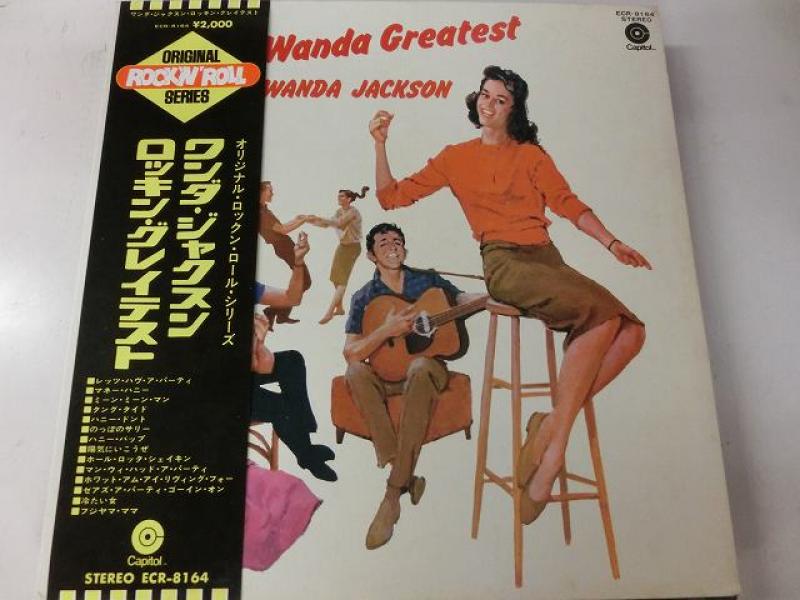 ワンダ・ジャクスン・ロッキン・グレイテスト
ECR-8164 ¥2,000
ORIGINAL
ROCK'N'ROLL
SERIES
オリジナル・ロックン・ロール・シリーズ
ワンダ・ジャクスン
ロッキン・グレイテスト
■レッツ・ハヴ・ア・パーティ
■マネー・ハニー
■ミーン・ミーン・マン
■タング・タイド
■ハニー・ドント
■のっぽのサリー
■ハニー・バップ
■陽気にいこうぜ
■ホール・ロッタ・シェイキン
■マン・ウィ・ハッド・ア・パーティ
■ホワット・アム・アイ・リヴィング・フォー
■ゼアズ・ア・パーティ・ゴーイン・オン
■冷たい女
■フジヤマ・ママ
Capitol
STEREO ECR-8164
Wanda Greatest
WANDA JACKSON
ECR-8164
STEREO
Capitol